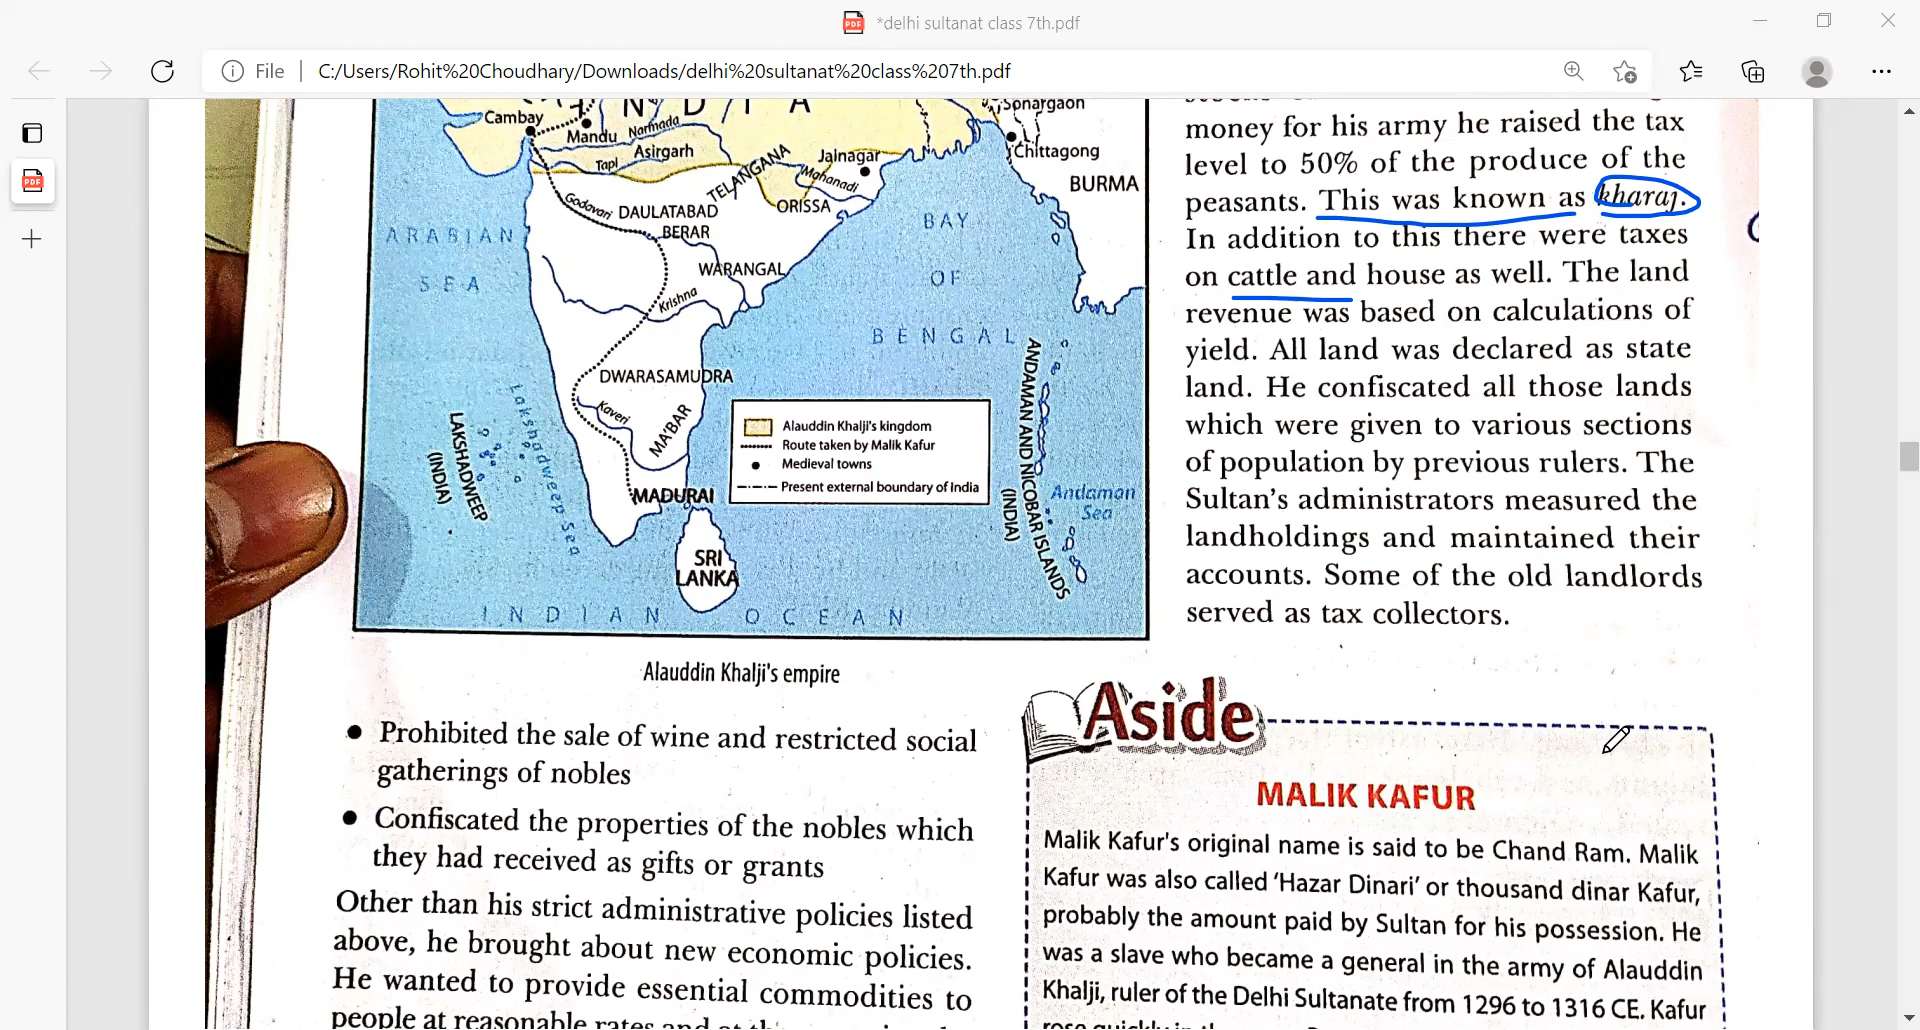 *delhi sultanat class 7th.pdf
File
C:/Users/Rohit%20Choudhary/Downloads/delhi%20sultanat%20class%207th.pdf
I N D I A
Cambay
Mandu
Narmada
Asirgarh
Tapi
TELANGANA
Jalnagar
Mahanadi
Sonargaon
Chittagong
BURMA
Godavari
DAULATABAD
BERAR
ORISSA
ARABIAN
SEA
BAY
OF
BENGAL
WARANGAL
Krishna
DWARASAMUDRA
Kaveri
MA'BAR
MADURAI
LAKSHADWEEP
(INDIA)
Lakshadweep Sea
SRI
LANKA
ANDAMAN AND NICOBAR ISLANDS
(INDIA)
Andaman
Sea
INDIAN OCEAN
Alauddin Khalji's kingdom
Route taken by Malik Kafur
Medieval towns
Present external boundary of India
Alauddin Khalji's empire
Prohibited the sale of wine and restricted social
gatherings of nobles
Confiscated the properties of the nobles which
they had received as gifts or grants
Other than his strict administrative policies listed
above, he brought about new economic policies.
He wanted to provide essential commodities to
people at reasonable rates and at
money for his army he raised the tax
level to 50% of the produce of the
peasants. This was known as kharaj.
In addition to this there were taxes
on cattle and house as well. The land
revenue was based on calculations of
yield. All land was declared as state
land. He confiscated all those lands
which were given to various sections
of population by previous rulers. The
Sultan's administrators measured the
landholdings and maintained their
accounts. Some of the old landlords
served as tax collectors.
Aside
MALIK KAFUR
Malik Kafur's original name is said to be Chand Ram. Malik
Kafur was also called 'Hazar Dinari' or thousand dinar Kafur,
probably the amount paid by Sultan for his possession. He
was a slave who became a general in the army of Alauddin
Khalji, ruler of the Delhi Sultanate from 1296 to 1316 CE. Kafur
rose quickly